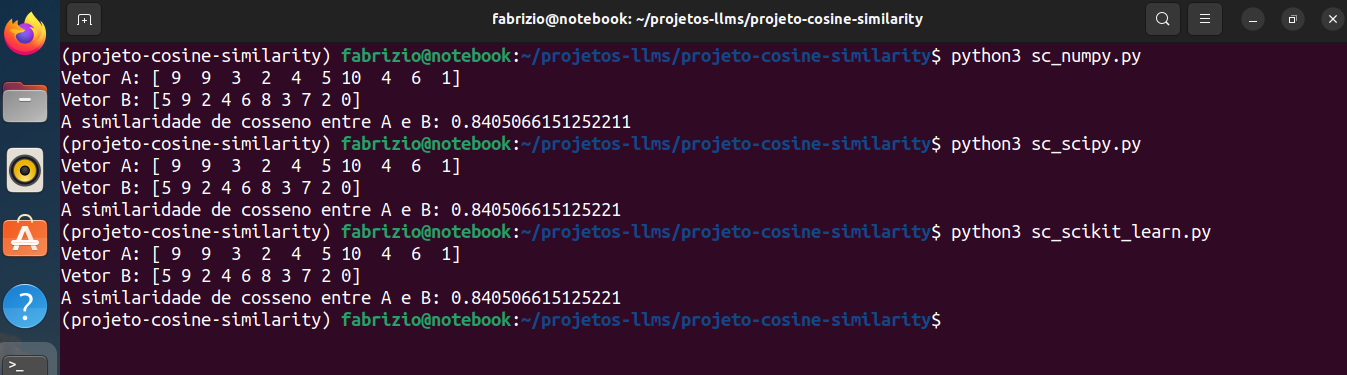 fabrizio@notebook: ~/projetos-llms/projeto-cosine-similarity
(projeto-cosine-similarity) fabrizio@notebook:~/projetos-llms/projeto-cosine-similarity$ python3 sc_numpy.py
Vetor A: [ 9  9  3  2  4  5 10  4  6  1]
Vetor B: [5 9 2 4 6 8 3 7 2 0]
A similaridade de cosseno entre A e B: 0.8405066151252211
(projeto-cosine-similarity) fabrizio@notebook:~/projetos-llms/projeto-cosine-similarity$ python3 sc_scipy.py
Vetor A: [ 9  9  3  2  4  5 10  4  6  1]
Vetor B: [5 9 2 4 6 8 3 7 2 0]
A similaridade de cosseno entre A e B: 0.840506615125221
(projeto-cosine-similarity) fabrizio@notebook:~/projetos-llms/projeto-cosine-similarity$ python3 sc_scikit_learn.py
Vetor A: [ 9  9  3  2  4  5 10  4  6  1]
Vetor B: [5 9 2 4 6 8 3 7 2 0]
A similaridade de cosseno entre A e B: 0.840506615125221
(projeto-cosine-similarity) fabrizio@notebook:~/projetos-llms/projeto-cosine-similarity$